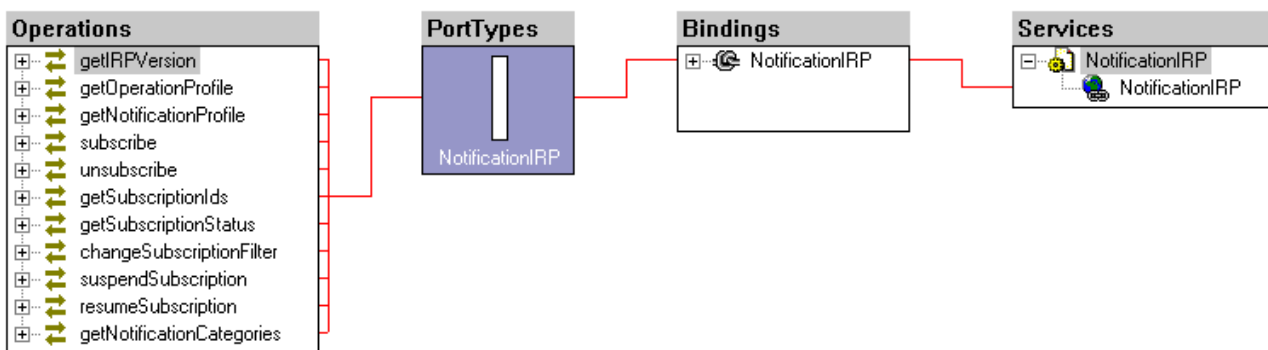 Operations
getIRPVersion
getOperationProfile
getNotificationProfile
subscribe
unsubscribe
getSubscriptionIds
getSubscriptionStatus
changeSubscriptionFilter
suspendSubscription
resumeSubscription
getNotificationCategories
PortTypes
NotificationIRP
Bindings
NotificationIRP
Services
NotificationIRP
NotificationIRP